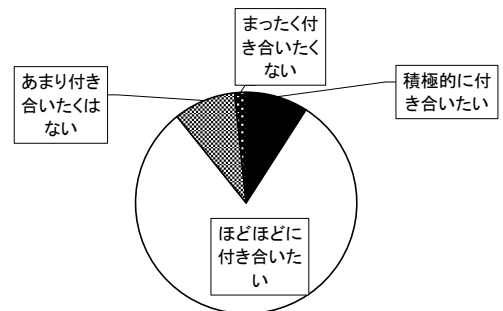 まったく付
き合いたく
ない
あまり付き
合いたくは
ない
積極的に付
き合いたい
ほどほどに
付き合いた
い